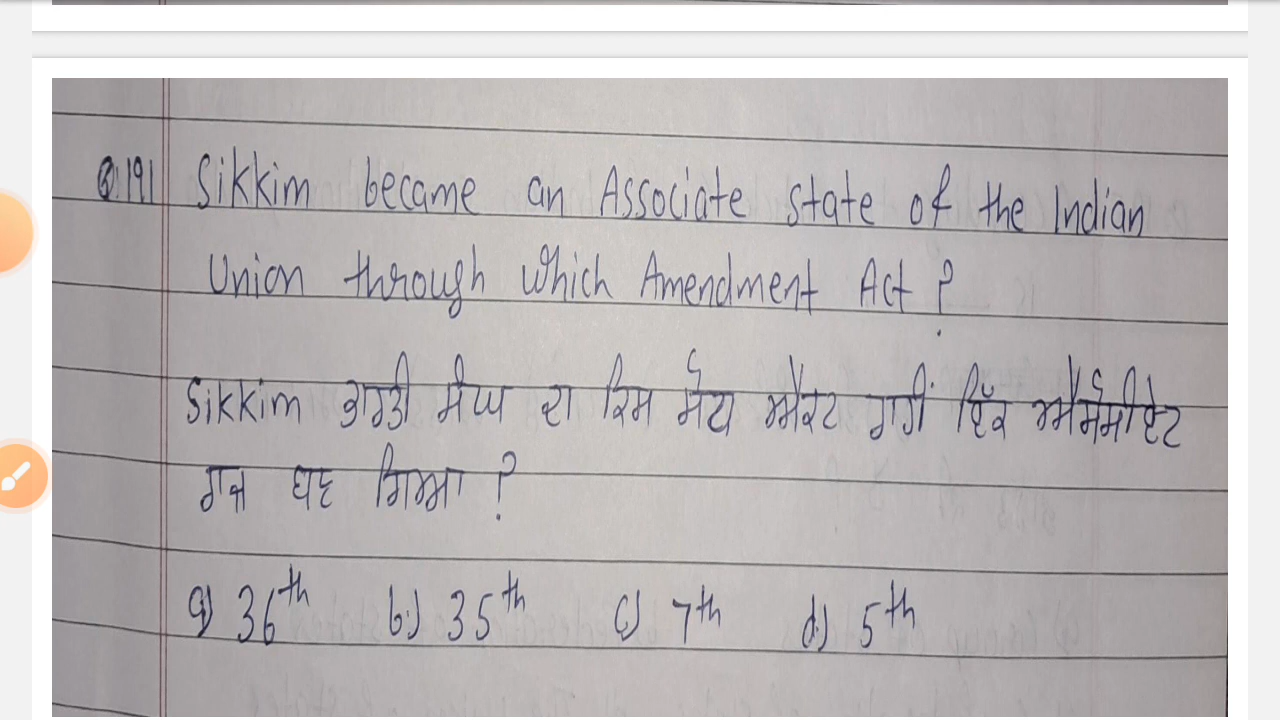 Q.191 Sikkim became an Associate state of the Indian
Union through which Amendment Act ?
Sikkim ਭਾਰਤੀ ਸੰਘ ਦਾ ਕਿਸ ਸੋਧ ਐਕਟ ਰਾਹੀਂ ਇੱਕ ਐਸੋਸੀਏਟ
ਰਾਜ ਬਣ ਗਿਆ ?
a) 36th b.) 35th c) 7th d.) 5th